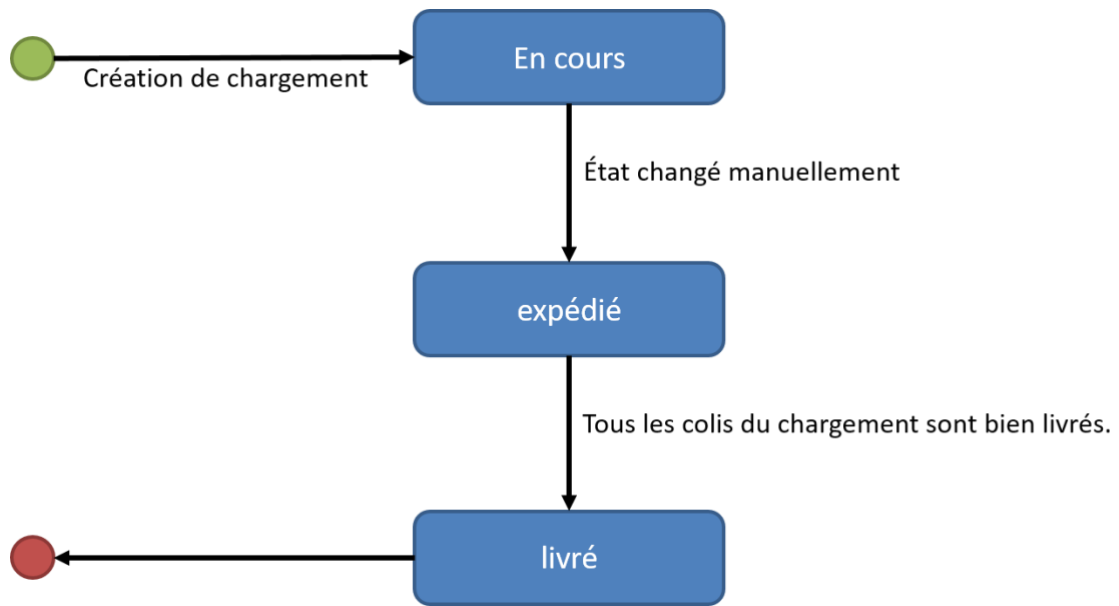 En cours
Création de chargement
État changé manuellement
expédié
Tous les colis du chargement sont bien livrés.
livré